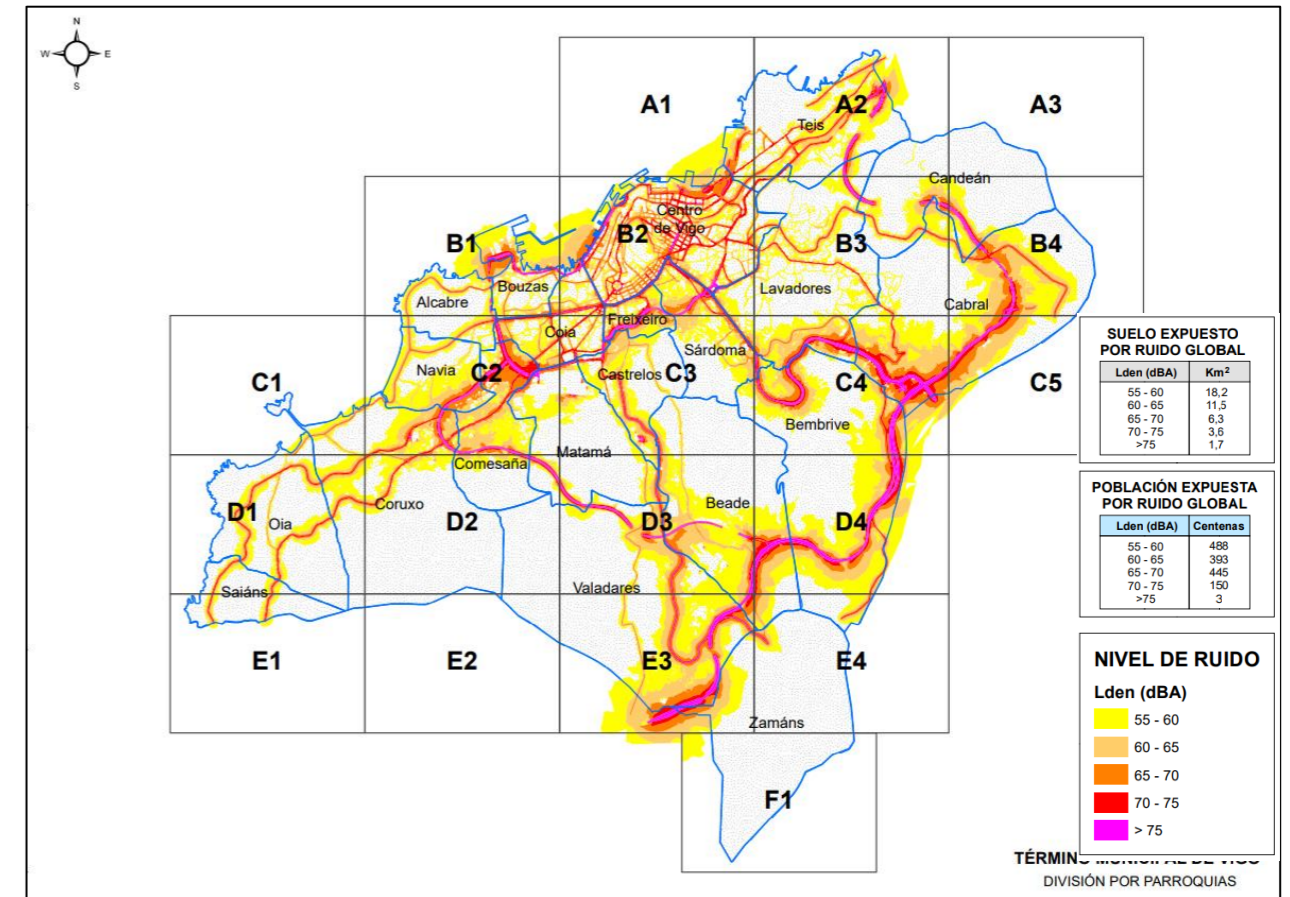 N
W E
S
A1
A2
A3
Teis
Candeán
Centro
de Vigo
B1
B2
B3
B4
Bouzas
Lavadores
Alcabre
Cabral
Freixeiro
Coia
Sárdoma
Navia
C1
C2
Castrelos
C3
C4
C5
Bembrive
Matamá
Comesaña
Coruxo
Beade
D1
Oia
D2
D3
D4
Saiáns
Valadares
E1
E2
E3
E4
Zamáns
F1
SUELO EXPUESTO
POR RUIDO GLOBAL
Lden (dBA) Km²
55 - 60 18,2
60 - 65 11,5
65 - 70 6,3
70 - 75 3,6
>75 1,7
POBLACIÓN EXPUESTA
POR RUIDO GLOBAL
Lden (dBA) Centenas
55 - 60 488
60 - 65 393
65 - 70 445
70 - 75 150
>75 3
NIVEL DE RUIDO
Lden (dBA)
55 - 60
60 - 65
65 - 70
70 - 75
> 75
TÉRMINO MUNICIPAL DE VIGO
DIVISIÓN POR PARROQUIAS